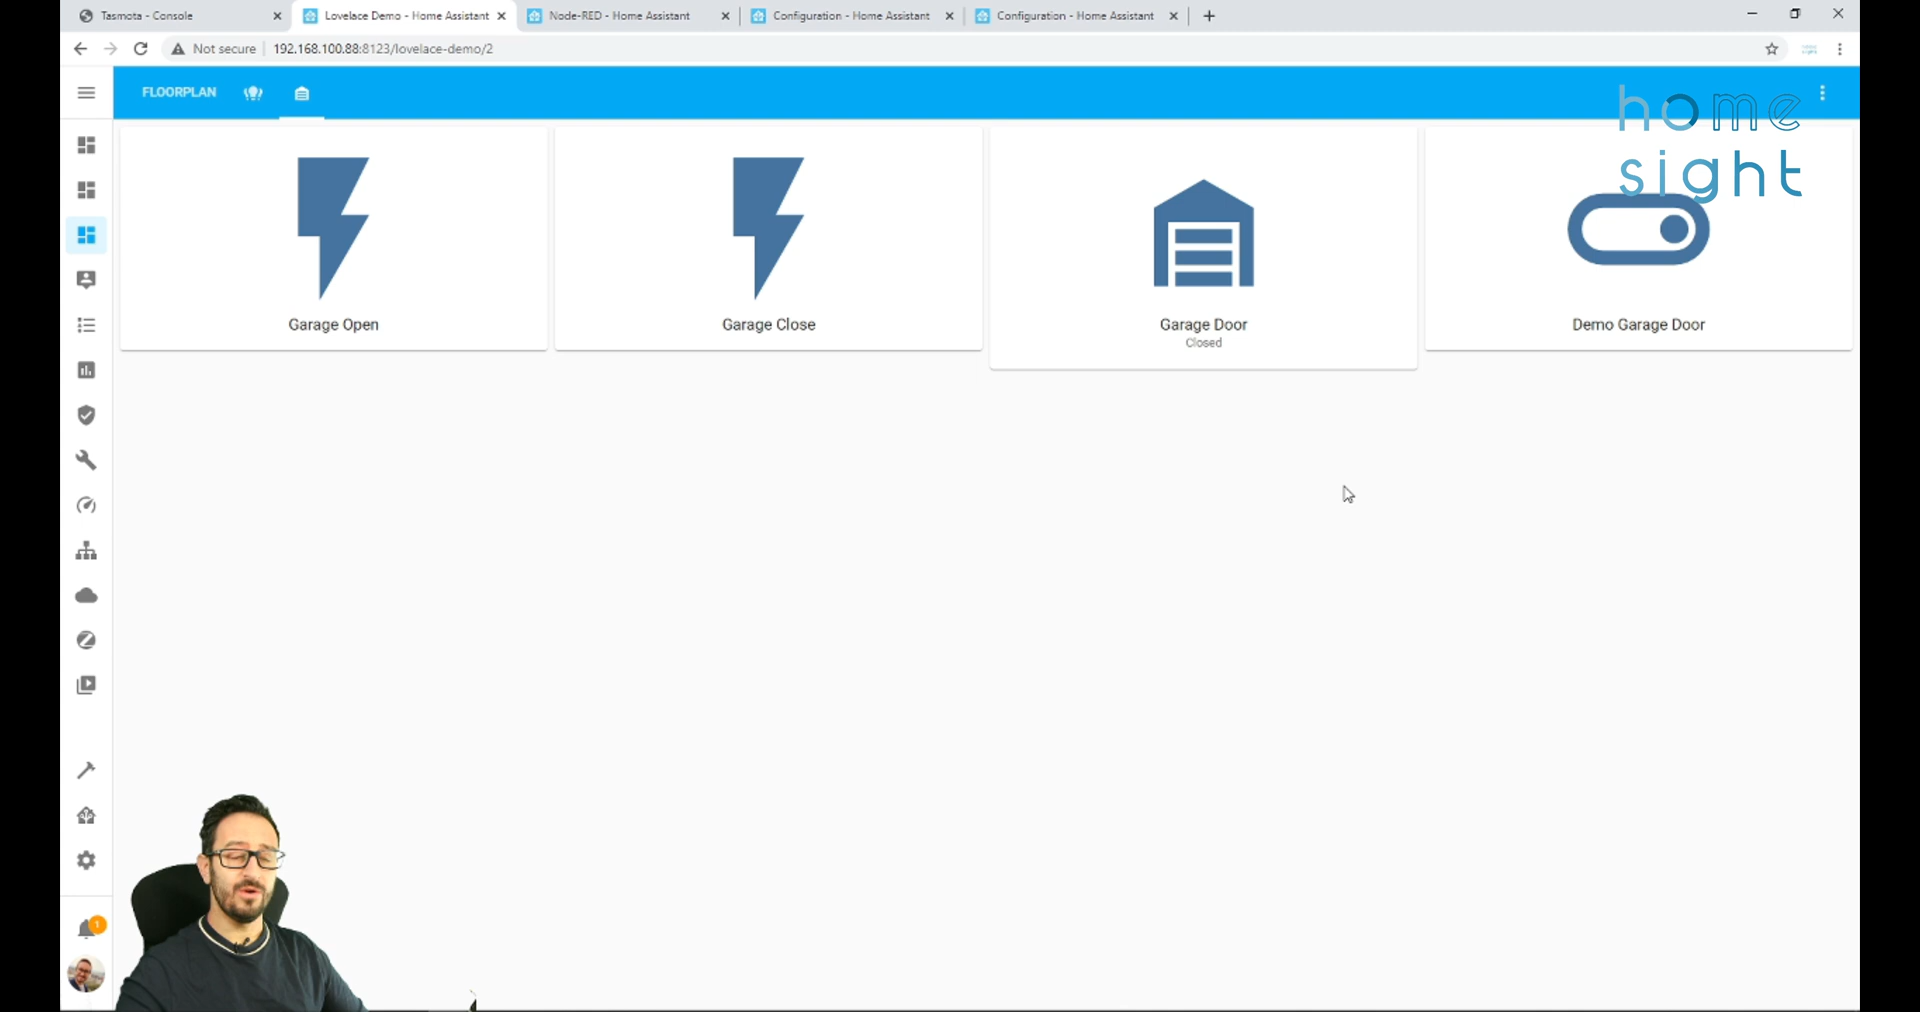 Tasmota - Console
Lovelace Demo - Home Assistant
Node-RED - Home Assistant
Configuration - Home Assistant
Configuration - Home Assistant
Not secure
192.168.100.88:8123/lovelace-demo/2
FLOORPLAN
home
sight
Garage Open
Garage Close
Garage Door
Closed
Demo Garage Door
1